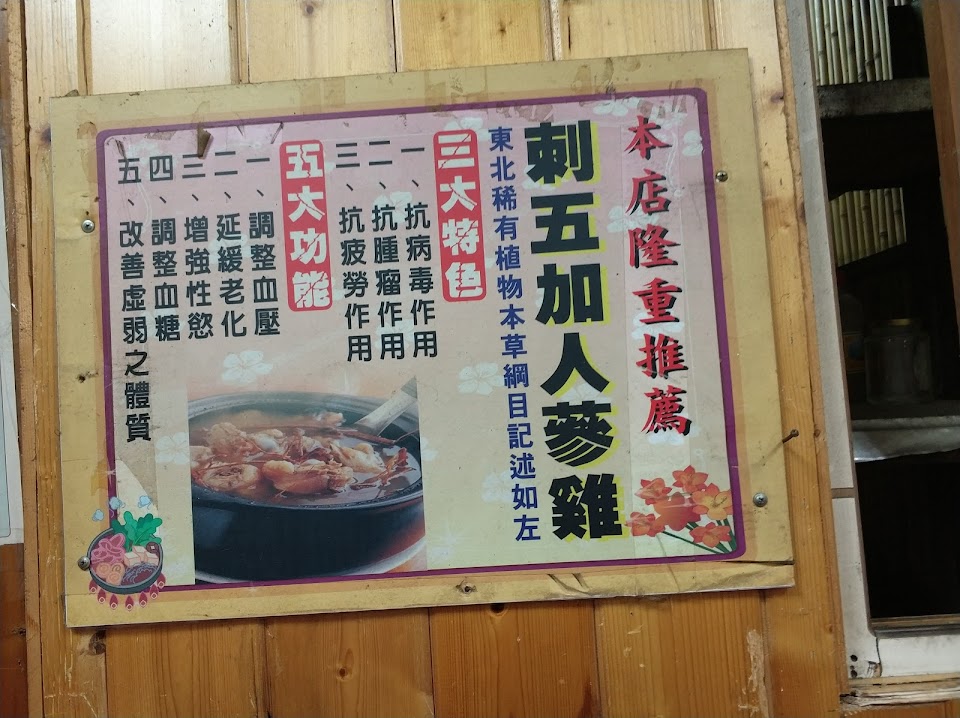 本店隆重推薦
刺五加人蔘雞
東北稀有植物本草綱目記述如左
三大特色
一、抗病毒作用
二、抗腫瘤作用
三、抗疲勞作用
五大功能
一、調整血壓
二、延緩老化
三、增強性慾
四、調整血糖
五、改善虛弱之體質